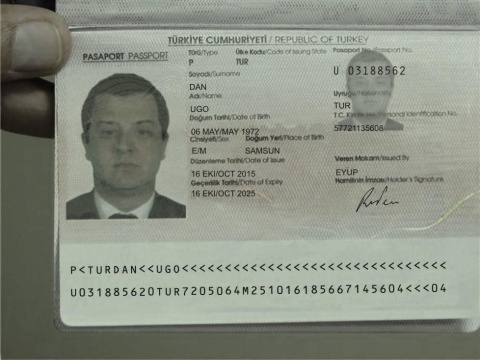 TÜRKİYE CUMHURİYETİ / REPUBLIC OF TURKEY
PASAPORT PASSPORT
Türü/Type Ülke Kodu/Code of Issuing State Pasaport No./Passport No.
P TUR U 03188562
Soyadı/Surname
DAN
Adı/Name Uyruğu/Nationality
UGO TUR
Doğum Tarihi/Date of Birth T.C. Kimlik No./Personal Identification No.
06 MAY/MAY 1972 57721135608
Cinsiyeti/Sex Doğum Yeri/Place of Birth
E/M SAMSUN
Düzenleme Tarihi/Date of Issue Veren Makam/Issued By
16 EKI/OCT 2015 EYUP
Geçerlilik Tarihi/Date of Expiry Hamilinin İmzası/Holder's Signature
16 EKI/OCT 2025
P<TURDAN<<UGO<<<<<<<<<<<<<<<<<<<<<<<<<<<<<<<
U031885620TUR7205064M251016185667145604<<<04